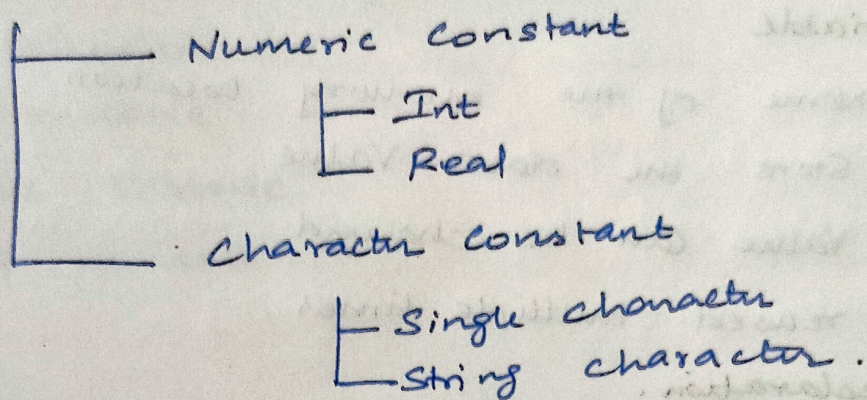 Numeric Constant
Int
Real
Character constant
Single character
String character.